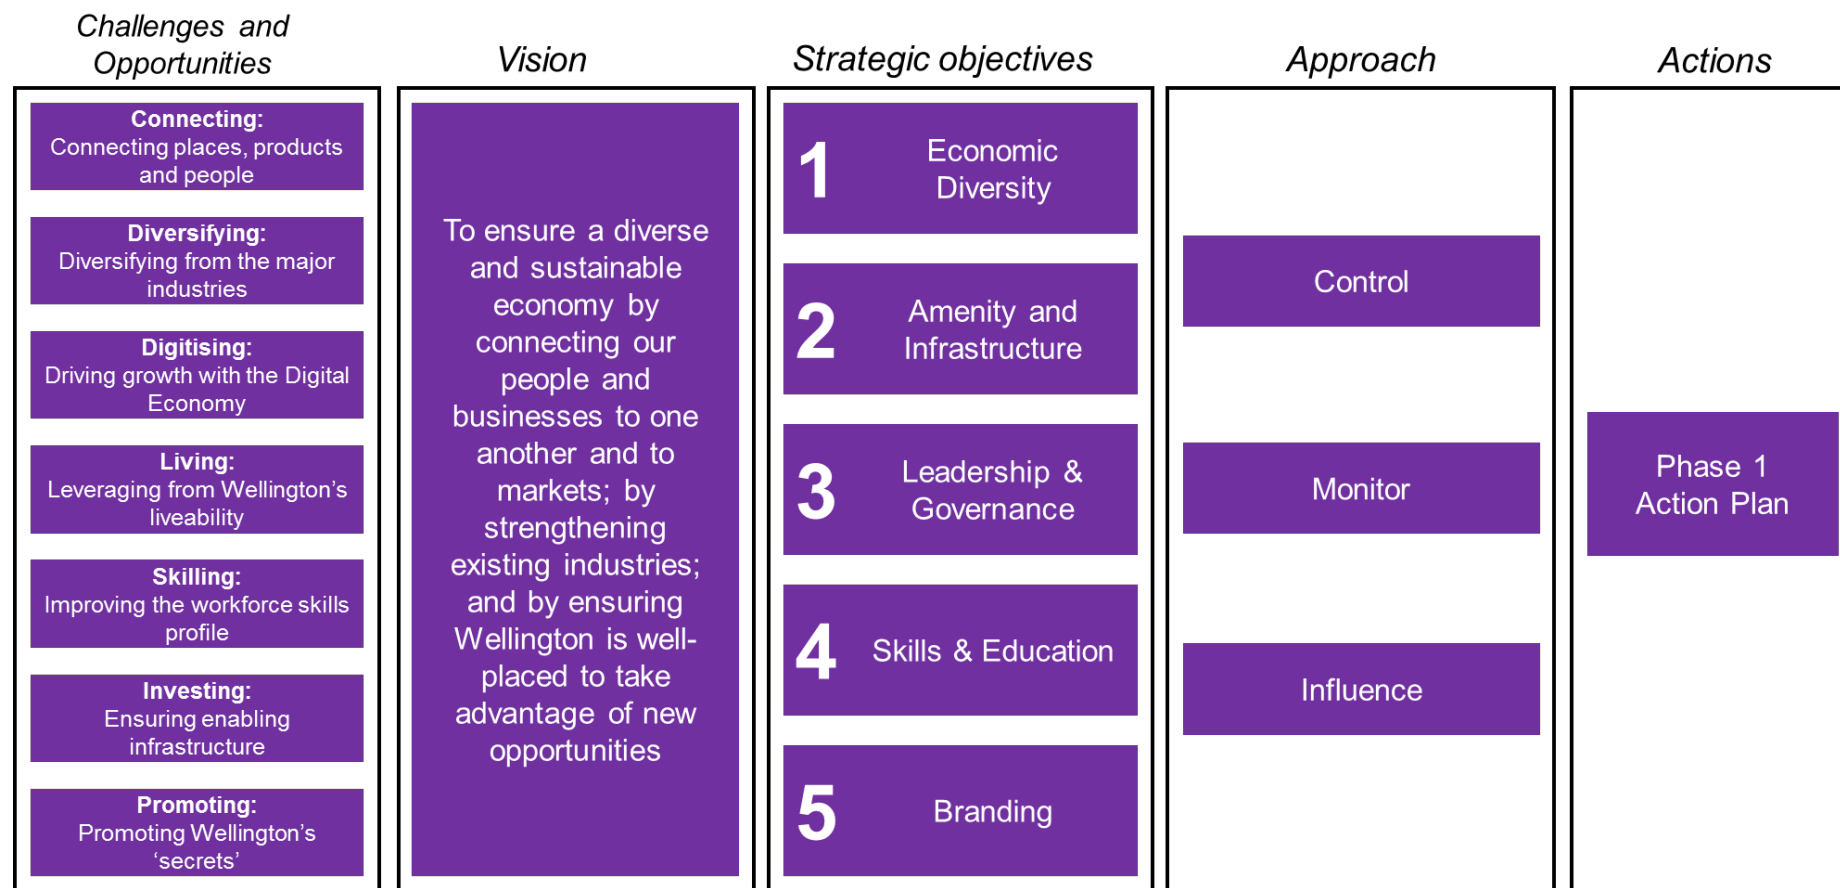 Challenges and
Opportunities
Connecting:
Connecting places, products
and people
Diversifying:
Diversifying from the major
industries
Digitising:
Driving growth with the Digital
Economy
Living:
Leveraging from Wellington’s
liveability
Skilling:
Improving the workforce skills
profile
Investing:
Ensuring enabling
infrastructure
Promoting:
Promoting Wellington’s
‘secrets’
Vision
To ensure a diverse
and sustainable
economy by
connecting our
people and
businesses to one
another and to
markets; by
strengthening
existing industries;
and by ensuring
Wellington is well-
placed to take
advantage of new
opportunities
Strategic objectives
1 Economic
Diversity
2 Amenity and
Infrastructure
3 Leadership &
Governance
4 Skills & Education
5 Branding
Approach
Control
Monitor
Influence
Actions
Phase 1
Action Plan